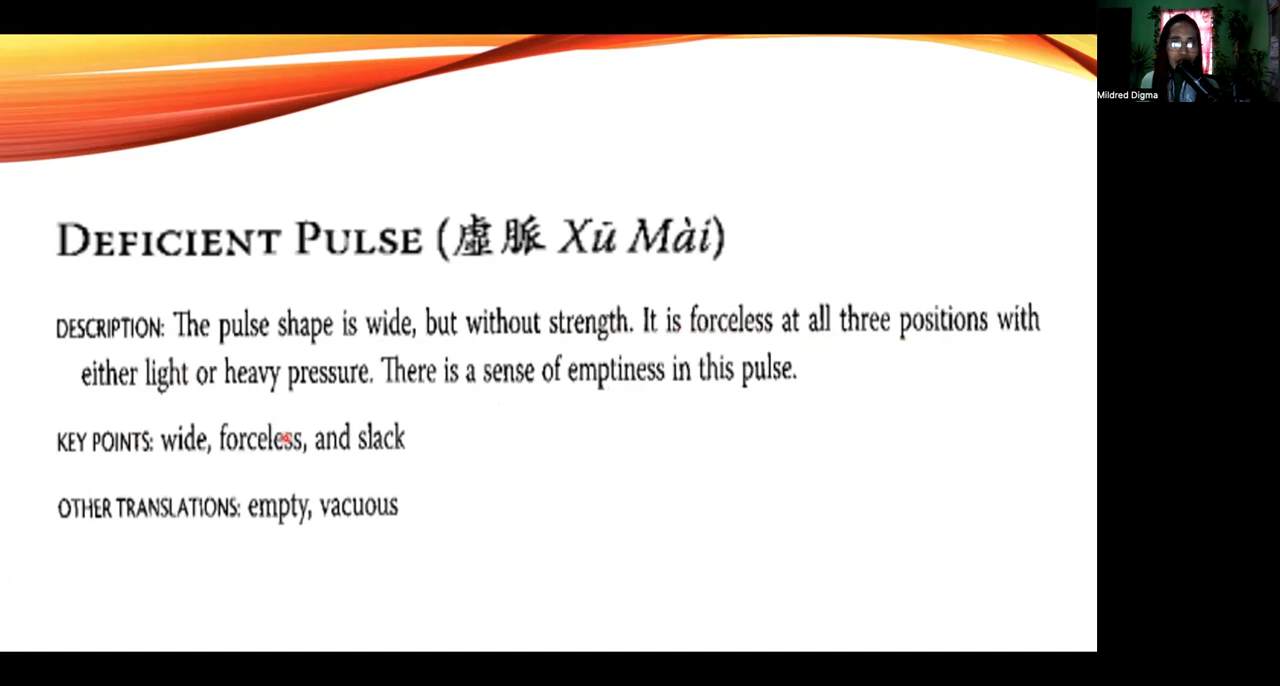 DEFICIENT PULSE (虛脈 Xū Mài)
DESCRIPTION: The pulse shape is wide, but without strength. It is forceless at all three positions with
either light or heavy pressure. There is a sense of emptiness in this pulse.
KEY POINTS: wide, forceless, and slack
OTHER TRANSLATIONS: empty, vacuous
Mildred Digma